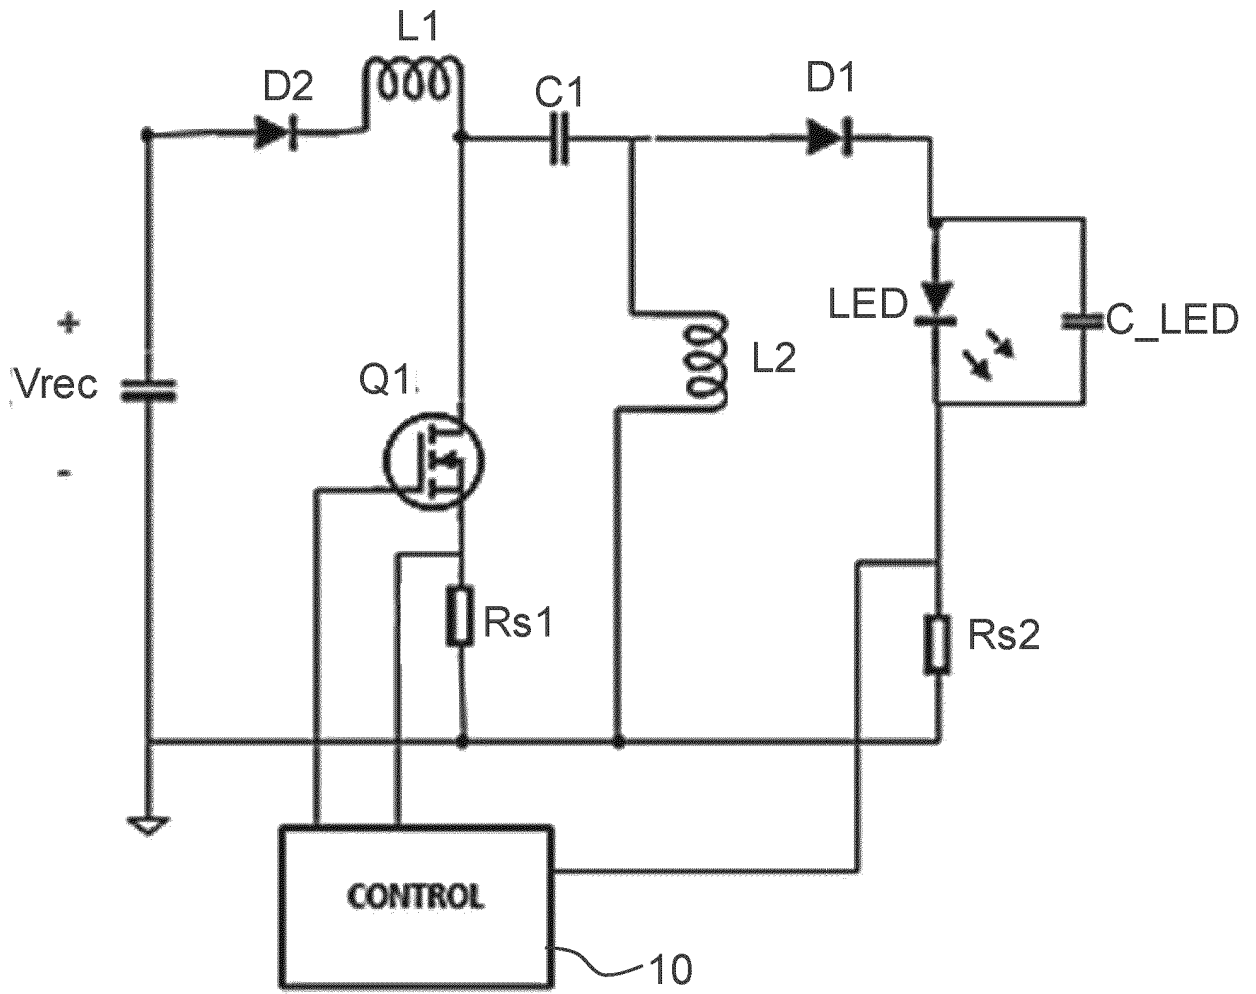 L1
D2
C1
D1
LED
C_LED
L2
+
Vrec
-
Q1
Rs1
Rs2
CONTROL
10